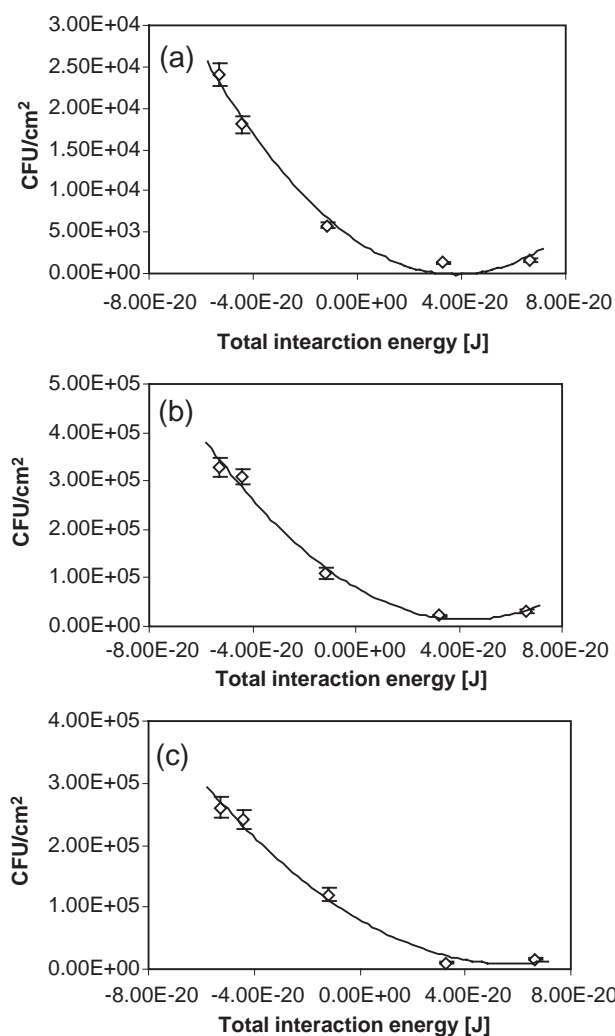 3.00E+04
(a)
2.50E+04
2.00E+04
1.50E+04
1.00E+04
5.00E+03
0.00E+00
CFU/cm²
-8.00E-20 -4.00E-20 0.00E+00 4.00E-20 8.00E-20
Total intearction energy [J]
5.00E+05
(b)
4.00E+05
3.00E+05
2.00E+05
1.00E+05
0.00E+00
CFU/cm²
-8.00E-20 -4.00E-20 0.00E+00 4.00E-20 8.00E-20
Total interaction energy [J]
4.00E+05
(c)
3.00E+05
2.00E+05
1.00E+05
0.00E+00
CFU/cm²
-8.00E-20 -4.00E-20 0.00E+00 4.00E-20 8.00E-20
Total interaction energy [J]